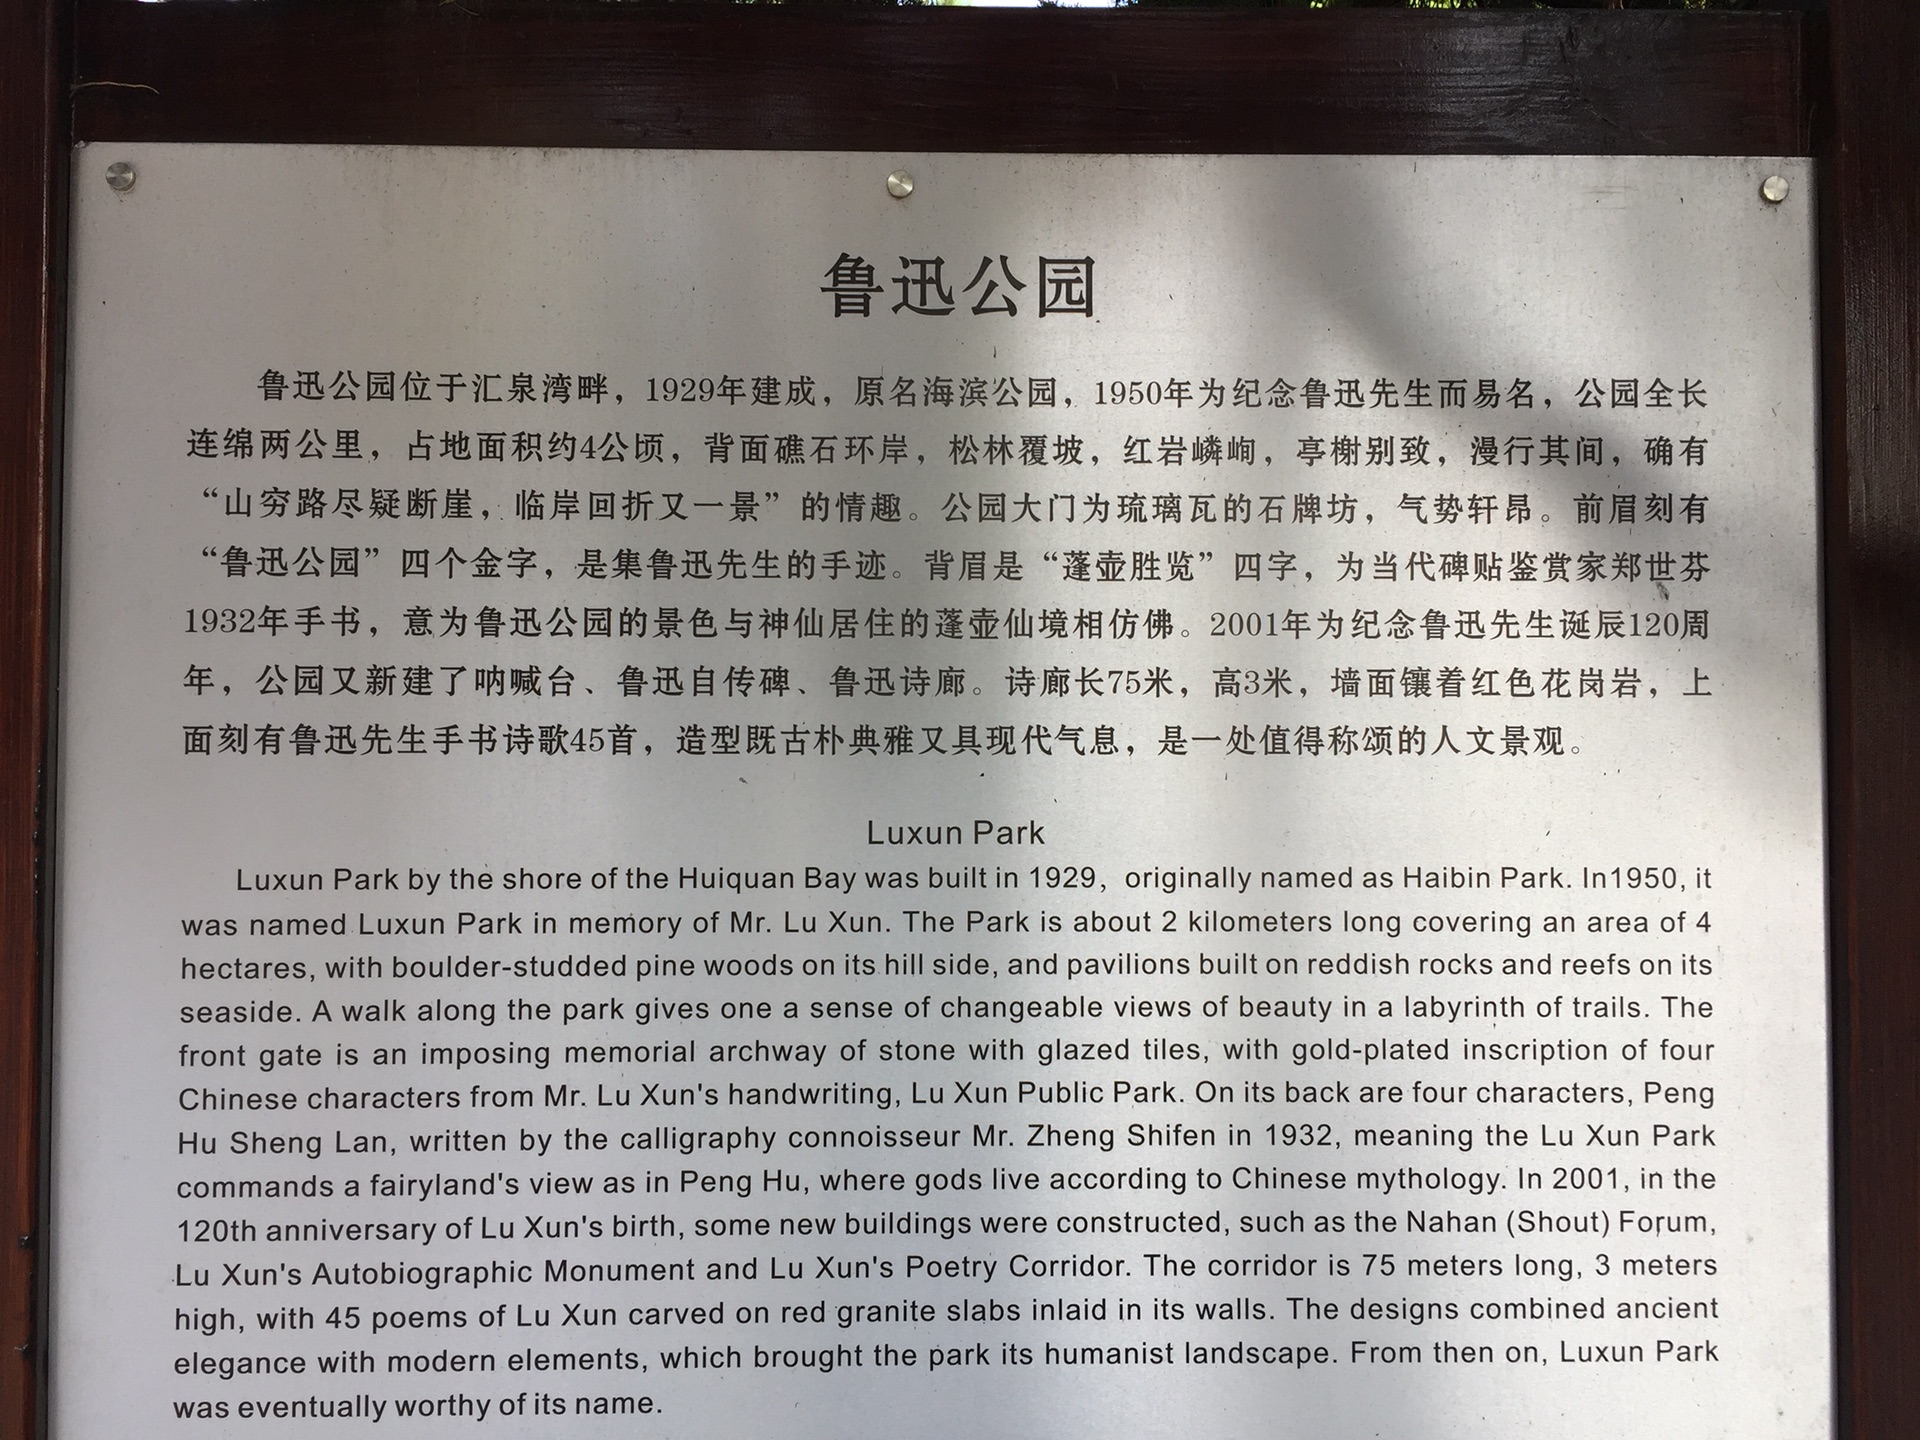 鲁迅公园
鲁迅公园位于汇泉湾畔，1929年建成，原名海滨公园，1950年为纪念鲁迅先生而易名，公园全长
连绵两公里，占地面积约4公顷，背面礁石环岸，松林覆坡，红岩嶙峋，亭榭别致，漫行其间，确有
“山穷路尽疑断崖，临岸回折又一景”的情趣。公园大门为琉璃瓦的石牌坊，气势轩昂。前眉刻有
“鲁迅公园”四个金字，是集鲁迅先生的手迹。背眉是“蓬壶胜览”四字，为当代碑贴鉴赏家郑世芬
1932年手书，意为鲁迅公园的景色与神仙居住的蓬壶仙境相仿佛。2001年为纪念鲁迅先生诞辰120周
年，公园又新建了呐喊台、鲁迅自传碑、鲁迅诗廊。诗廊长75米，高3米，墙面镶着红色花岗岩，上
面刻有鲁迅先生手书诗歌45首，造型既古朴典雅又具现代气息，是一处值得称颂的人文景观。
Luxun Park
Luxun Park by the shore of the Huiquan Bay was built in 1929，originally named as Haibin Park. In1950, it
was named Luxun Park in memory of Mr. Lu Xun. The Park is about 2 kilometers long covering an area of 4
hectares, with boulder-studded pine woods on its hill side, and pavilions built on reddish rocks and reefs on its
seaside. A walk along the park gives one a sense of changeable views of beauty in a labyrinth of trails. The
front gate is an imposing memorial archway of stone with glazed tiles, with gold-plated inscription of four
Chinese characters from Mr. Lu Xun's handwriting, Lu Xun Public Park. On its back are four characters, Peng
Hu Sheng Lan, written by the calligraphy connoisseur Mr. Zheng Shifen in 1932, meaning the Lu Xun Park
commands a fairyland's view as in Peng Hu, where gods live according to Chinese mythology. In 2001, in the
120th anniversary of Lu Xun's birth, some new buildings were constructed, such as the Nahan (Shout) Forum,
Lu Xun's Autobiographic Monument and Lu Xun's Poetry Corridor. The corridor is 75 meters long, 3 meters
high, with 45 poems of Lu Xun carved on red granite slabs inlaid in its walls. The designs combined ancient
elegance with modern elements, which brought the park its humanist landscape. From then on, Luxun Park
was eventually worthy of its name.